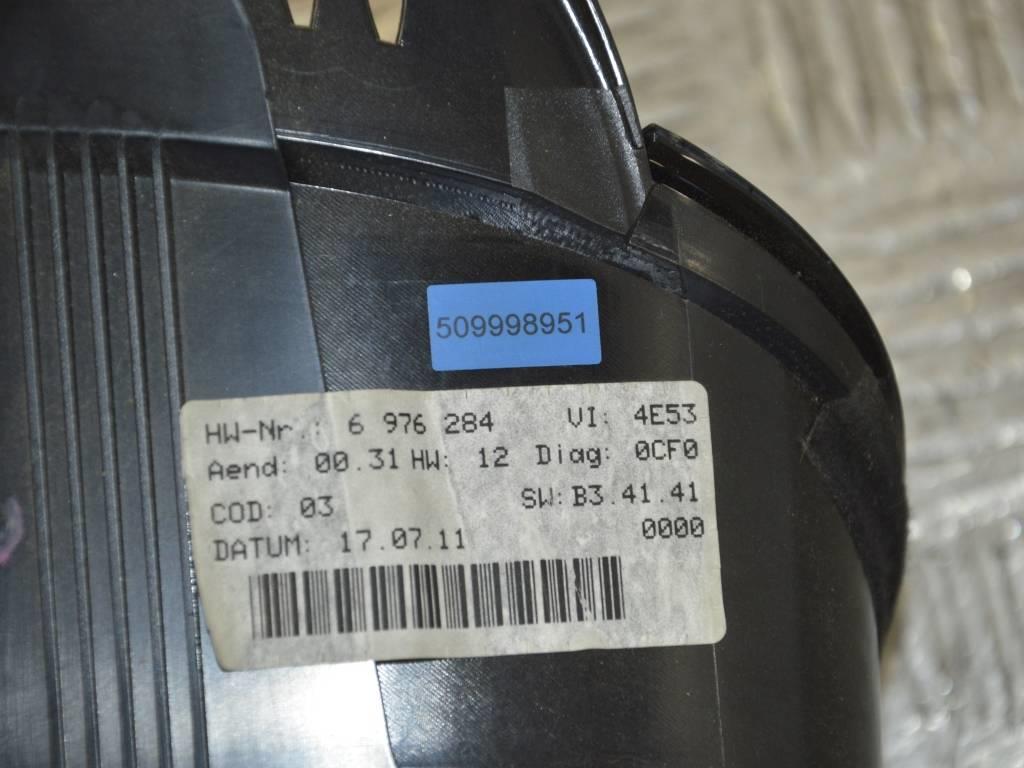 509998951
HW-Nr.: 6 976 284 VI: 4E53
Aend: 00.31 HW: 12 Diag: 0CF0
COD: 03 SW: B3.41.41
DATUM: 17.07.11 0000